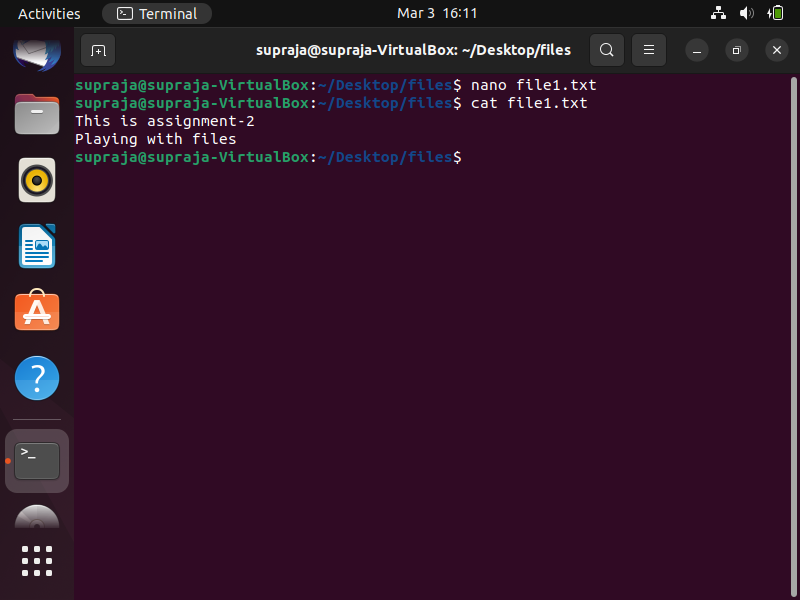 Activities
Terminal
Mar 3 16:11
supraja@supraja-VirtualBox: ~/Desktop/files
supraja@supraja-VirtualBox:~/Desktop/files$ nano file1.txt
supraja@supraja-VirtualBox:~/Desktop/files$ cat file1.txt
This is assignment-2
Playing with files
supraja@supraja-VirtualBox:~/Desktop/files$